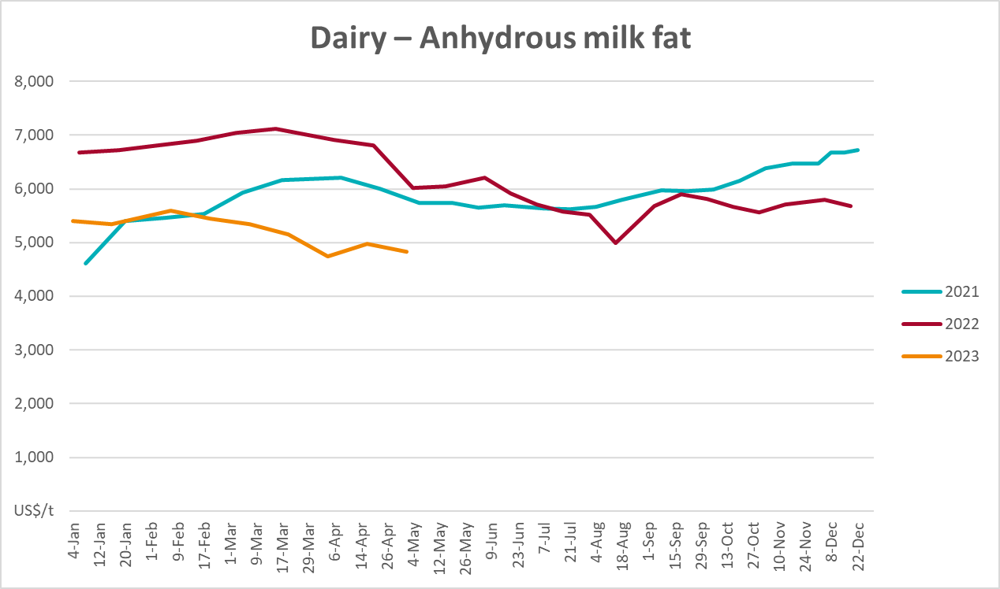 Dairy – Anhydrous milk fat
8,000
7,000
6,000
5,000
4,000
3,000
2,000
1,000
US$/t
4-Jan
12-Jan
20-Jan
1-Feb
9-Feb
17-Feb
1-Mar
9-Mar
17-Mar
29-Mar
6-Apr
14-Apr
26-Apr
4-May
12-May
26-May
9-Jun
23-Jun
7-Jul
21-Jul
4-Aug
18-Aug
1-Sep
15-Sep
29-Sep
13-Oct
27-Oct
10-Nov
24-Nov
8-Dec
22-Dec
2021
2022
2023